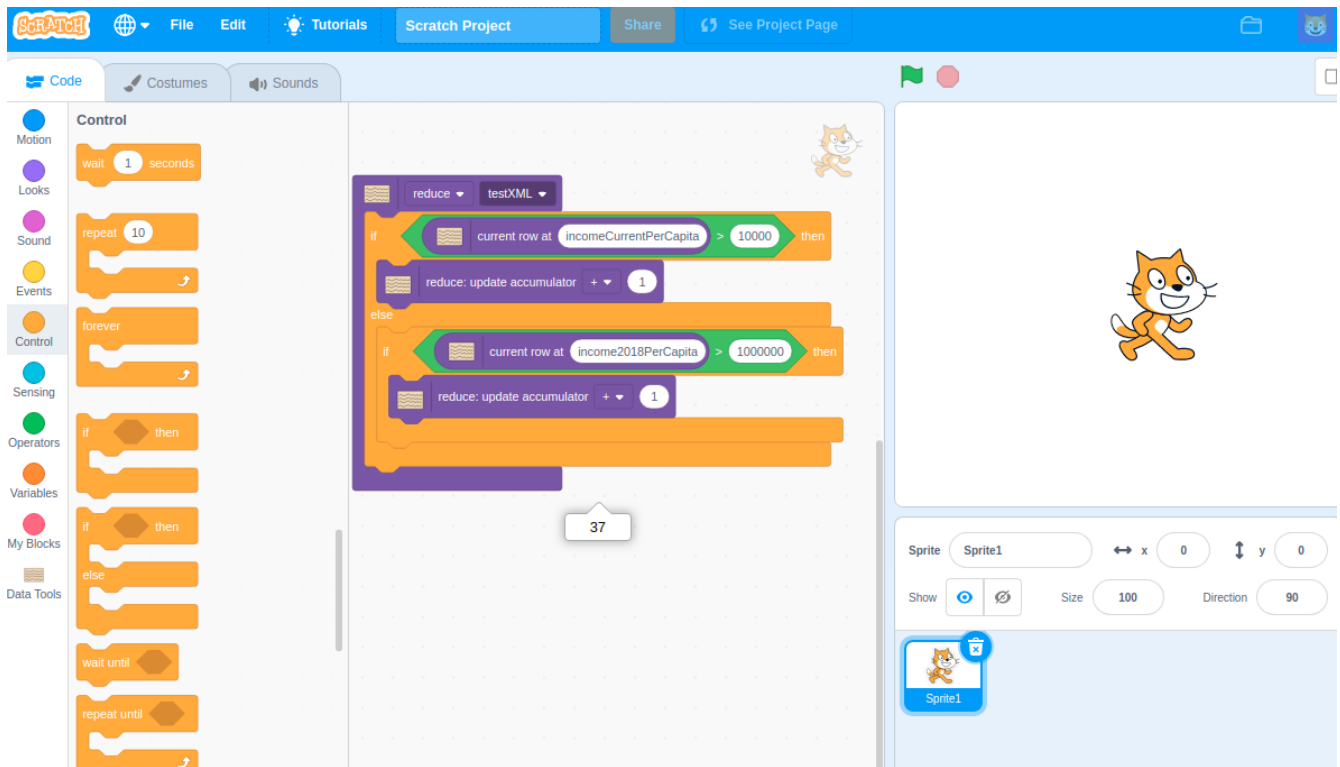 SCRATCH File Edit Tutorials Scratch Project Share See Project Page
Code Costumes Sounds
Motion
Looks
Sound
Events
Control
Sensing
Operators
Variables
My Blocks
Data Tools
Control
wait 1 seconds
repeat 10
forever
if then
if then
else
wait until
repeat until
reduce testXML
if current row at incomeCurrentPerCapita > 10000 then
reduce: update accumulator + 1
else
if current row at income2018PerCapita > 1000000 then
reduce: update accumulator + 1
37
Sprite Sprite1 x 0 y 0
Show Size 100 Direction 90
Sprite1